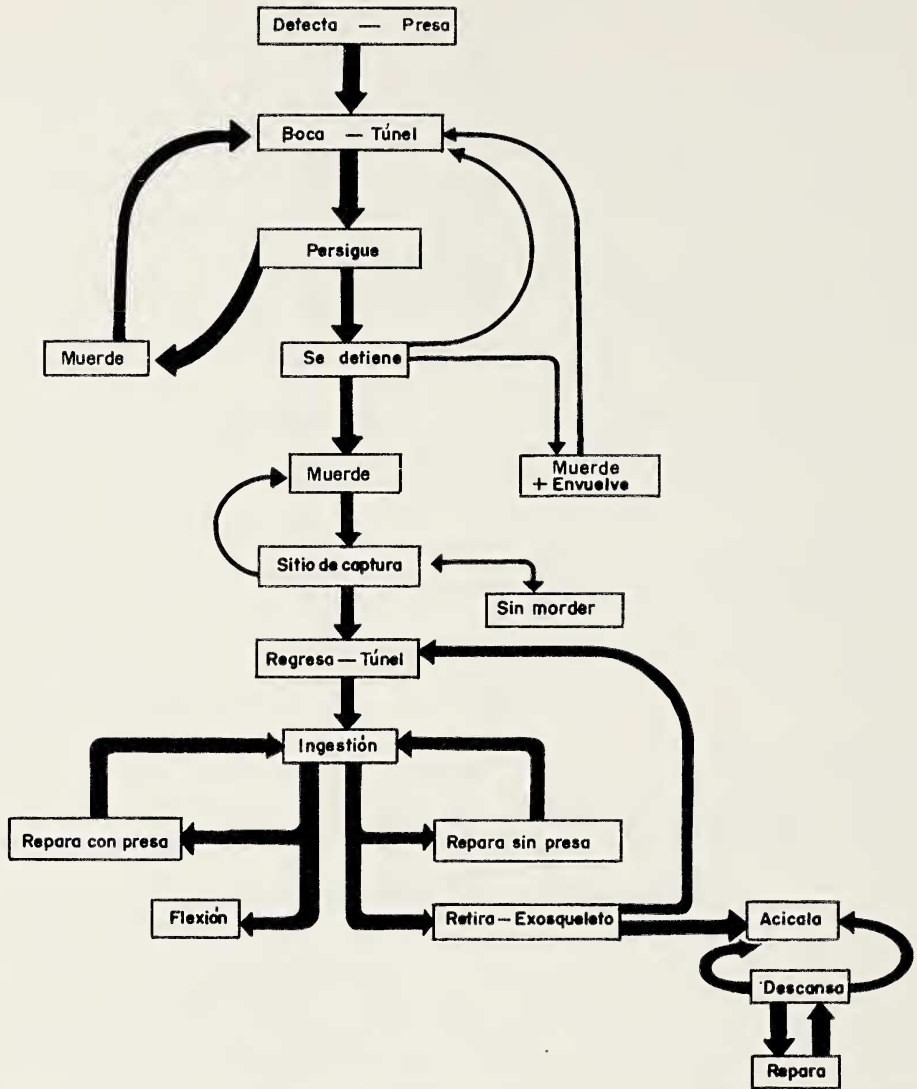 Detecta — Presa
Boca — Túnel
Persigue
Muerde
Se detiene
Muerde
Muerde
+ Envuelve
Sitio de captura
Sin morder
Regresa — Túnel
Ingestión
Repara con presa
Repara sin presa
Flexión
Retira — Exosqueleto
Acicala
Descansa
Repara